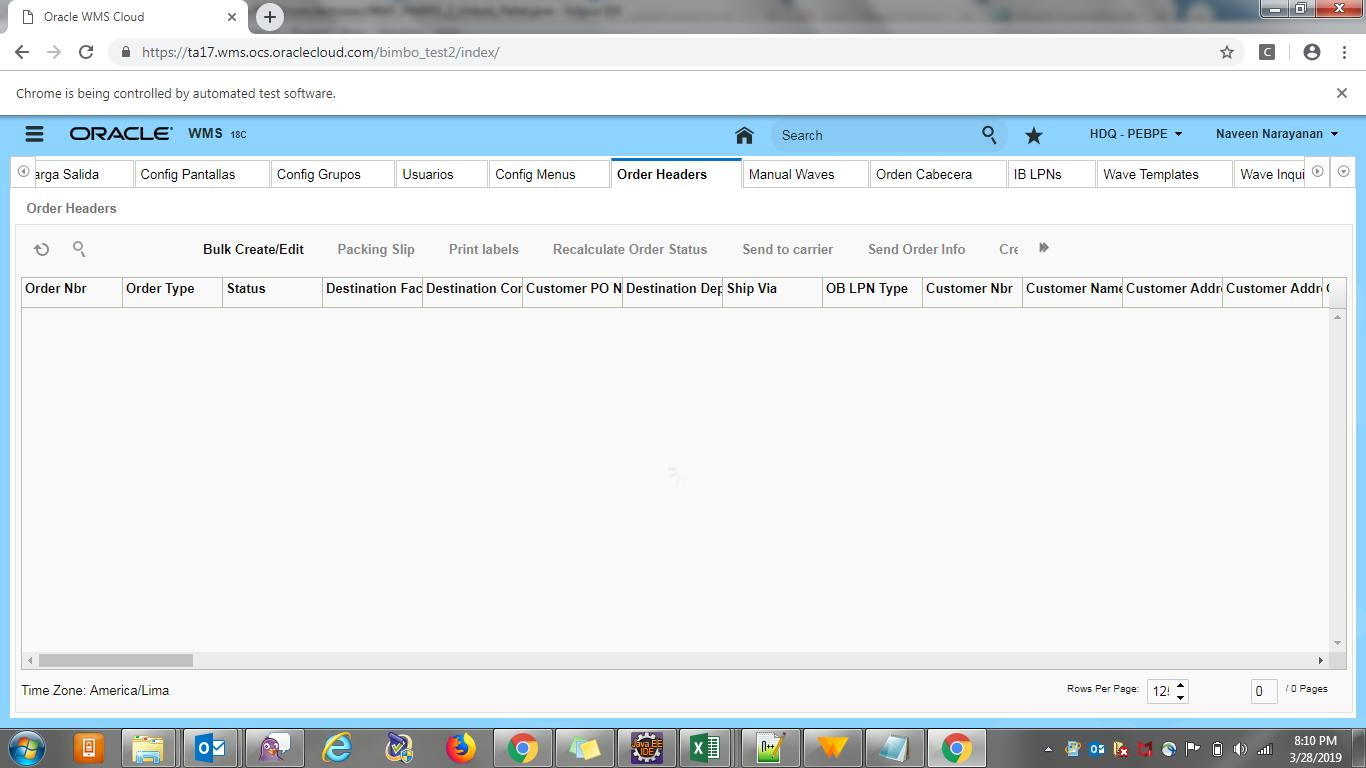 Oracle WMS Cloud
https://ta17.wms.ocs.oraclecloud.com/bimbo_test2/index/
C
Chrome is being controlled by automated test software.
ORACLE WMS 18C
Search
HDQ - PEBPE
Naveen Narayanan
arga Salida
Config Pantallas
Config Grupos
Usuarios
Config Menus
Order Headers
Manual Waves
Orden Cabecera
IB LPNs
Wave Templates
Wave Inqui
Order Headers
Bulk Create/Edit
Packing Slip
Print labels
Recalculate Order Status
Send to carrier
Send Order Info
Cre
Order Nbr
Order Type
Status
Destination Fac
Destination Cor
Customer PO N
Destination Dep
Ship Via
OB LPN Type
Customer Nbr
Customer Name
Customer Addr
Customer Addr
Time Zone: America/Lima
Rows Per Page:
125
0
/ 0 Pages
Java EE
IDE
8:10 PM
3/28/2019